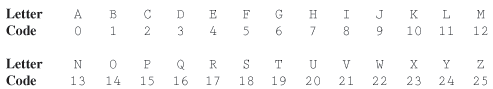 Letter A B C D E F G H I J K L M
Code 0 1 2 3 4 5 6 7 8 9 10 11 12
Letter N O P Q R S T U V W X Y Z
Code 13 14 15 16 17 18 19 20 21 22 23 24 25